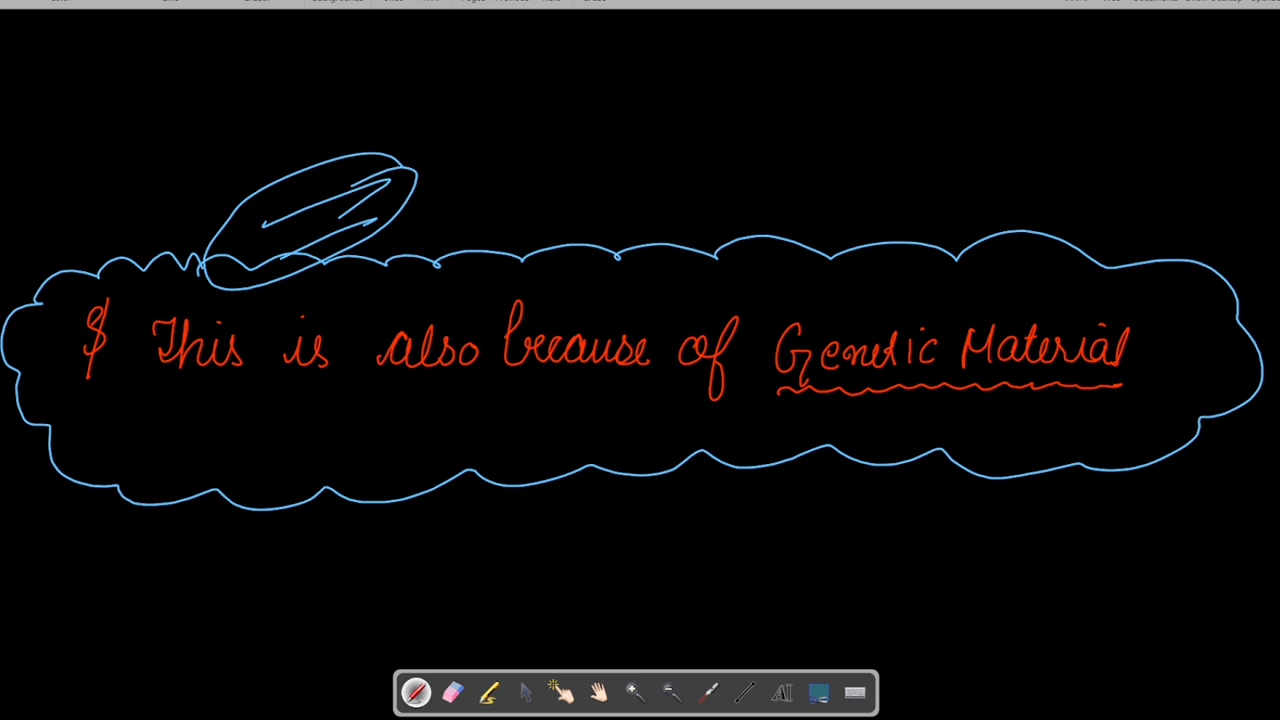 $ This is also because of Genetic Material